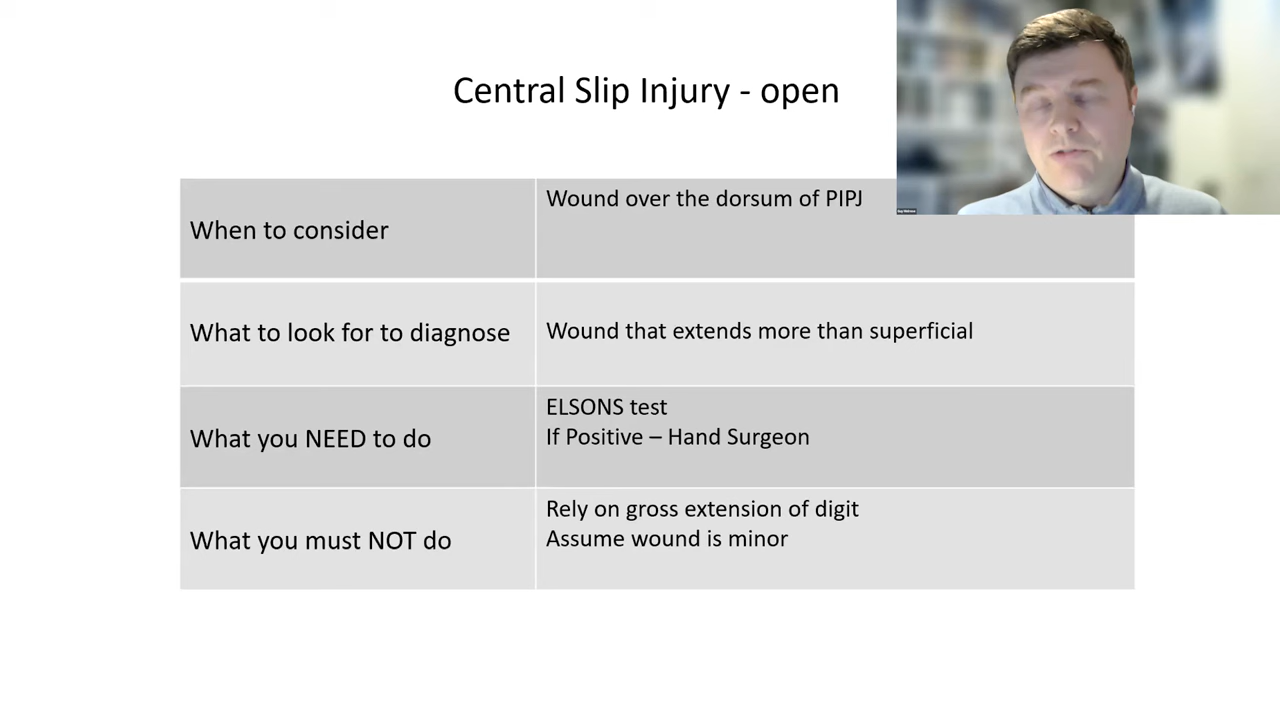 Central Slip Injury - open
When to consider
Wound over the dorsum of PIPJ
What to look for to diagnose
Wound that extends more than superficial
What you NEED to do
ELSONS test
If Positive – Hand Surgeon
What you must NOT do
Rely on gross extension of digit
Assume wound is minor